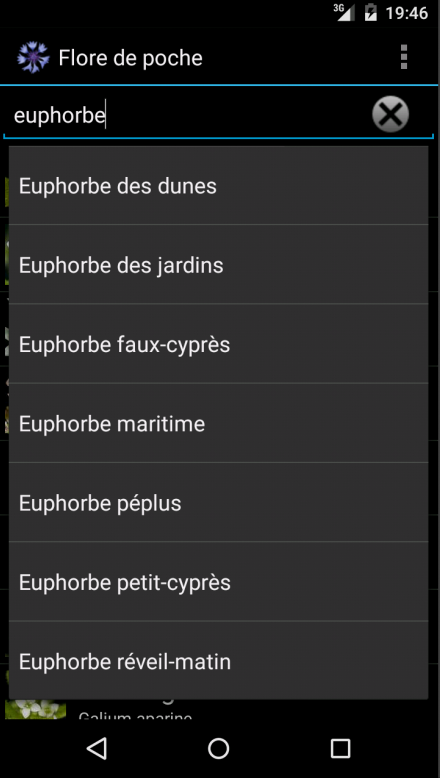 3G 19:46
Flore de poche
euphorbe
Euphorbe des dunes
Euphorbe des jardins
Euphorbe faux-cyprès
Euphorbe maritime
Euphorbe péplus
Euphorbe petit-cyprès
Euphorbe réveil-matin
Galium aparine